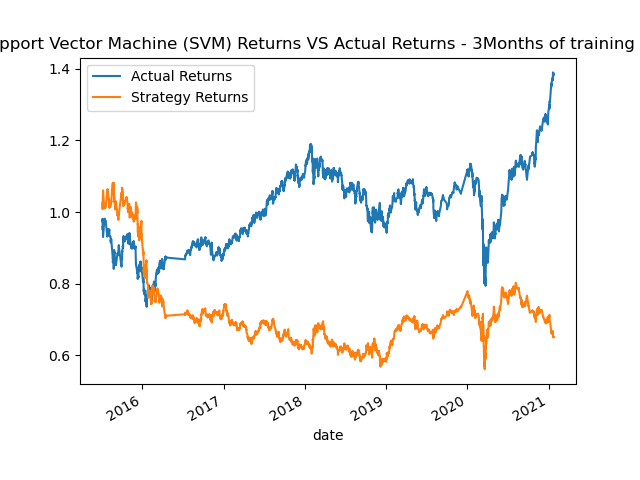 pport Vector Machine (SVM) Returns VS Actual Returns - 3Months of training
Actual Returns
Strategy Returns
1.4
1.2
1.0
0.8
0.6
2016
2017
2018
2019
2020
2021
date